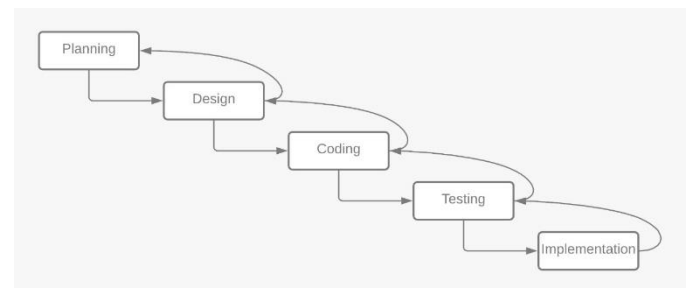 Planning
Design
Coding
Testing
Implementation